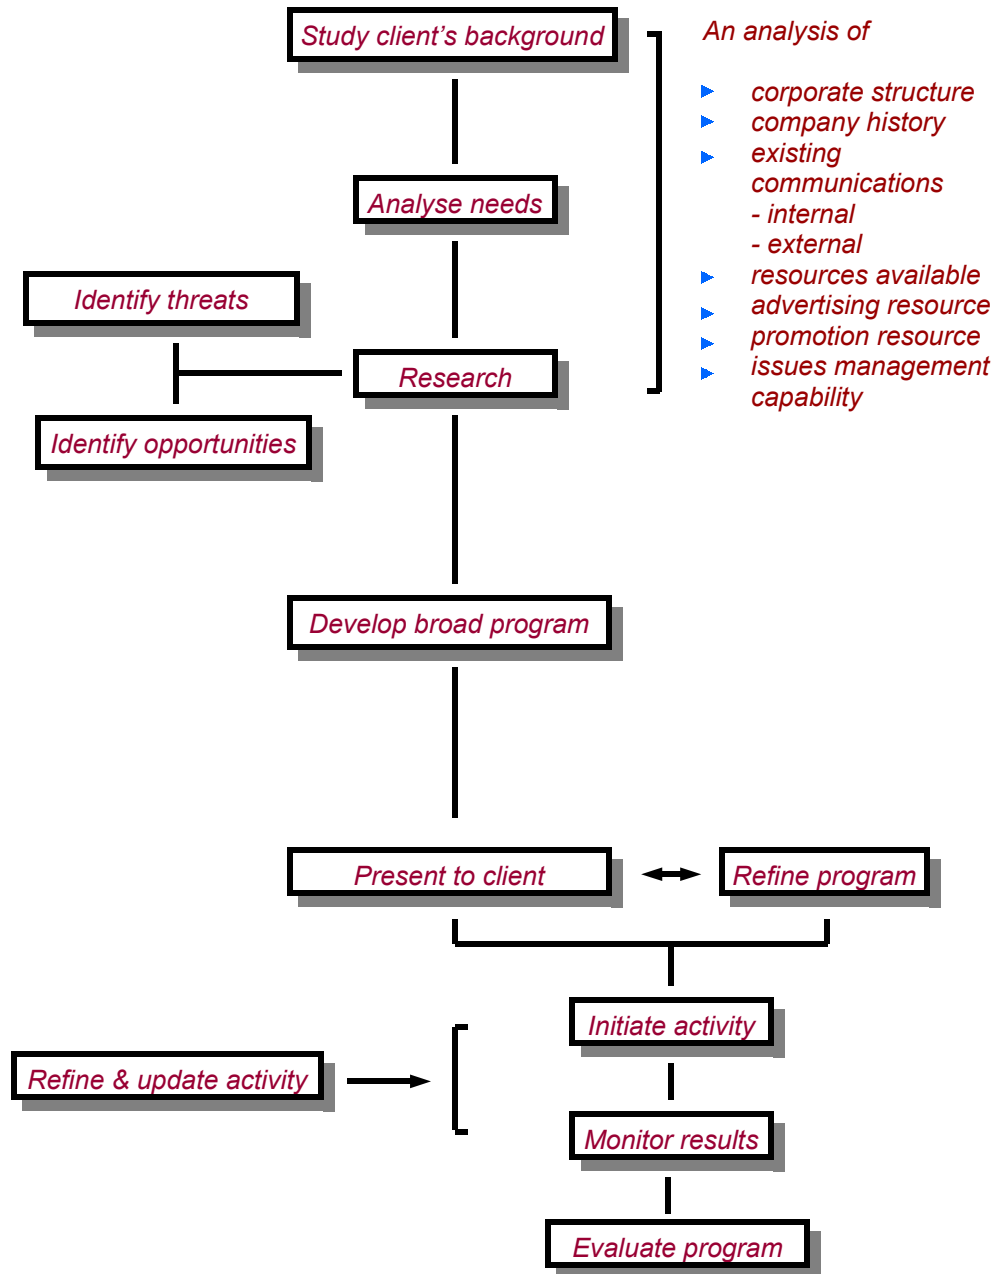 Study client's background
An analysis of
corporate structure
company history
existing
communications
- internal
- external
resources available
advertising resource
promotion resource
issues management
capability
Analyse needs
Identify threats
Research
Identify opportunities
Develop broad program
Present to client
Refine program
Initiate activity
Refine & update activity
Monitor results
Evaluate program